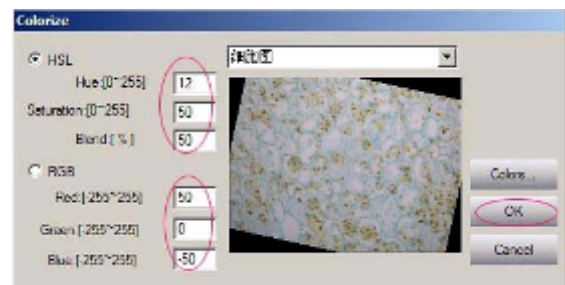 Colorize
HSL
Hue:[0~255] 12
Saturation:[0~255] 50
Blend:[ % ] 50
RGB
Red:[-255~255] 50
Green:[-255~255] 0
Blue:[-255~255] -50
Colors...
OK
Cancel